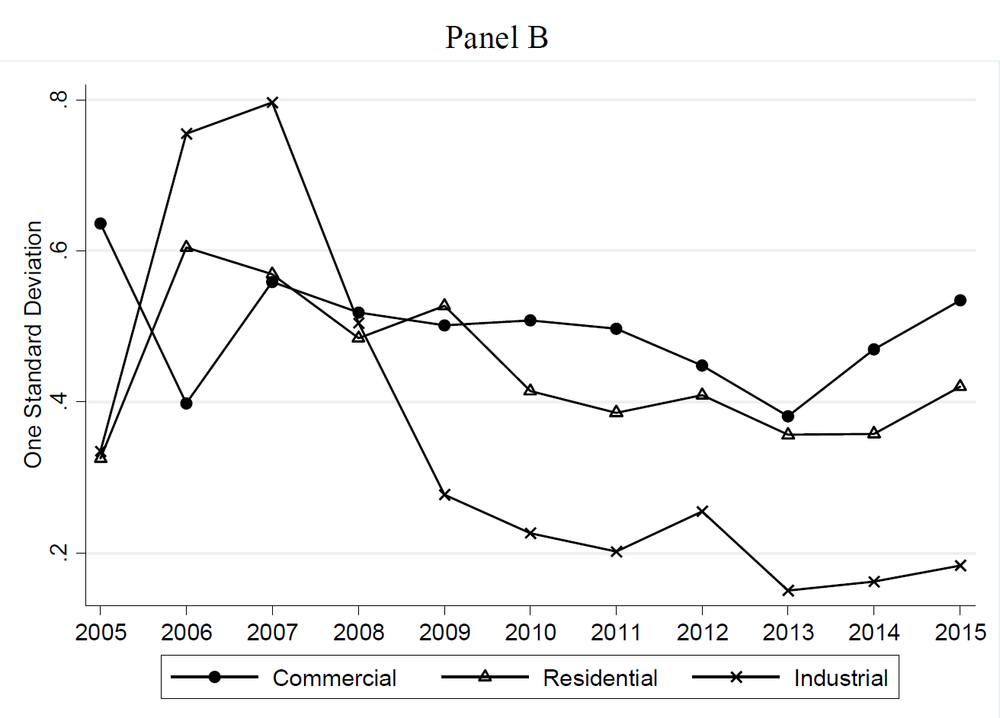 Panel B
One Standard Deviation
.8
.6
.4
.2
2005 2006 2007 2008 2009 2010 2011 2012 2013 2014 2015
Commercial Residential Industrial